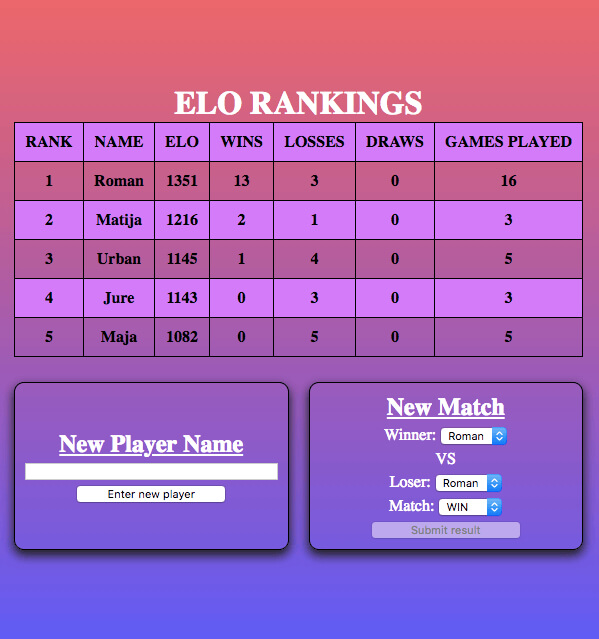 ELO RANKINGS
RANK NAME ELO WINS LOSSES DRAWS GAMES PLAYED
1 Roman 1351 13 3 0 16
2 Matija 1216 2 1 0 3
3 Urban 1145 1 4 0 5
4 Jure 1143 0 3 0 3
5 Maja 1082 0 5 0 5
New Player Name
Enter new player
New Match
Winner: Roman
VS
Loser: Roman
Match: WIN
Submit result